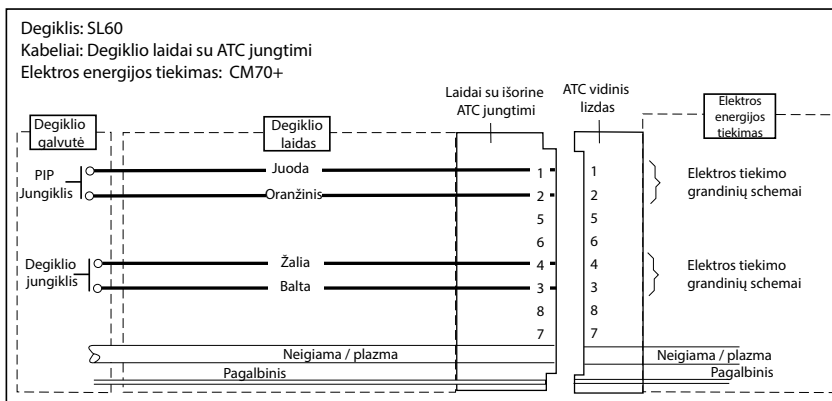 Degiklis: SL60
Kabeliai: Degiklio laidai su ATC jungtimi
Elektros energijos tiekimas: CM70+
Degiklio
galvutė
Degiklio
laidas
Laidai su išorine
ATC jungtimi
ATC vidinis
lizdas
Elektros
energijos
tiekimas
PIP
Jungiklis
Juoda
Oranžinis
1
2
5
6
4
3
8
7
1
2
5
6
4
3
8
7
Elektros tiekimo
grandinių schemai
Degiklio
jungiklis
Žalia
Balta
Elektros tiekimo
grandinių schemai
Neigiama / plazma
Pagalbinis
Neigiama / plazma
Pagalbinis